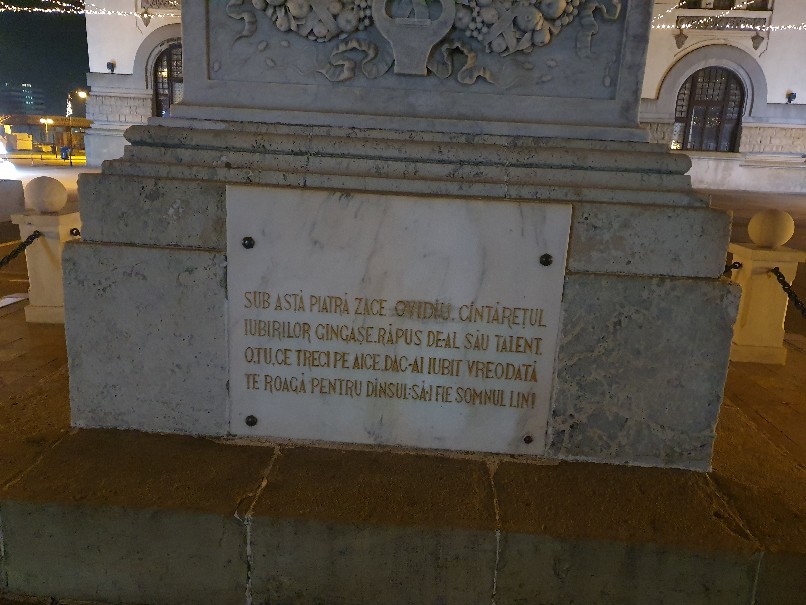 SUB ASTĂ PIATRĂ ZACE OVIDIU, CÎNTĂREȚUL
IUBIRILOR GINGAȘE, RĂPUS DE-AL SĂU TALENT.
O, TU, CE TRECI PE AICE, DAC-AI IUBIT VREODATĂ
TE ROAGĂ PENTRU DÎNSUL: SĂ-I FIE SOMNUL LIN!